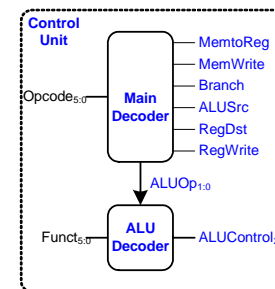 Control
Unit
MemtoReg
MemWrite
Branch
ALUSrc
RegDst
RegWrite
Opcode5:0
Main
Decoder
ALUOp1:0
Funct5:0
ALU
Decoder
ALUControl